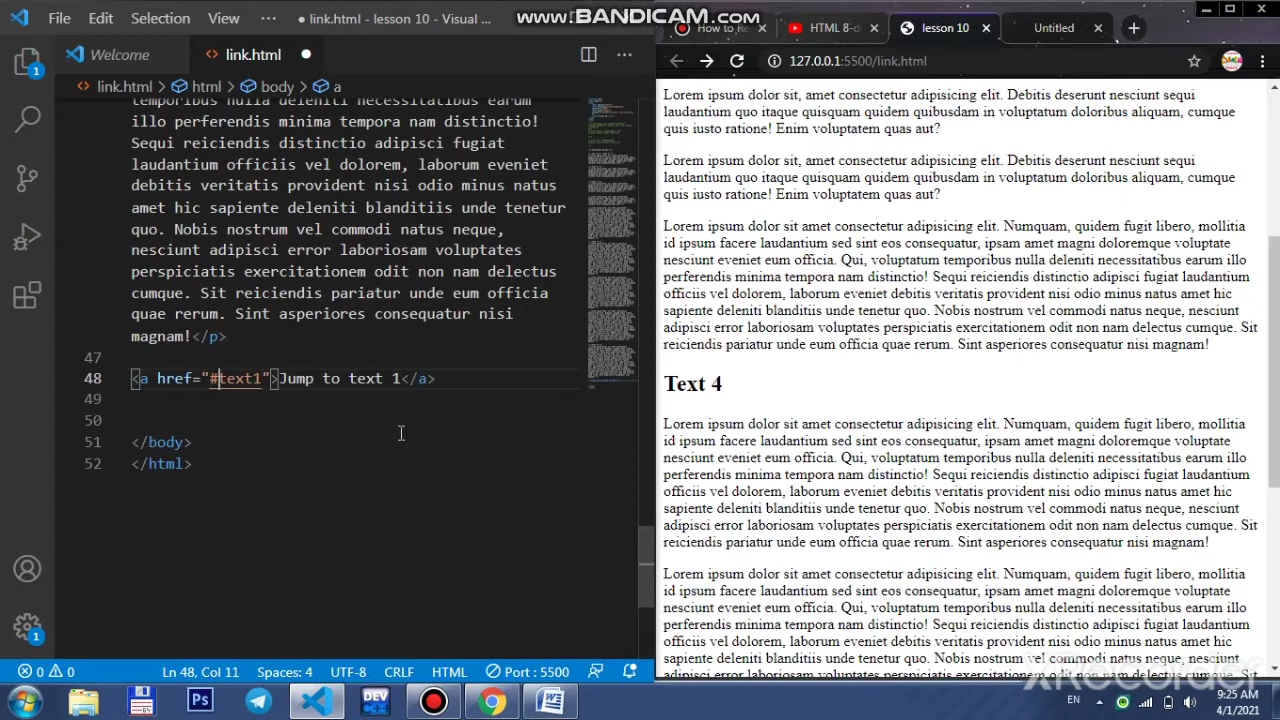 File Edit Selection View ··· ● link.html - lesson 10 - Visual ...
www.BANDICAM.com
Welcome link.html ●
link.html > html > body > a
temporibus nulla deleniti necessitatibus earum
illo perferendis minima tempora nam distinctio!
Sequi reiciendis distinctio adipisci fugiat
laudantium officiis vel dolorem, laborum eveniet
debitis veritatis provident nisi odio minus natus
amet hic sapiente deleniti blanditiis unde tenetur
quo. Nobis nostrum vel commodi natus neque,
nesciunt adipisci error laboriosam voluptates
perspiciatis exercitationem odit non nam delectus
cumque. Sit reiciendis pariatur unde eum officia
quae rerum. Sint asperiores consequatur nisi
magnam!</p>
47
48 <a href="#text1">Jump to text 1</a>
49
50
51 </body>
52 </html>
1
1
0 0 Ln 48, Col 11 Spaces: 4 UTF-8 CRLF HTML Port : 5500
How to Re HTML 8-d lesson 10 Untitled
127.0.0.1:5500/link.html
Lorem ipsum dolor sit, amet consectetur adipisicing elit. Debitis deserunt nesciunt sequi
laudantium quo itaque quisquam quidem quibusdam in voluptatum doloribus aliquam, cumque
quis iusto ratione! Enim voluptatem quas aut?
Lorem ipsum dolor sit, amet consectetur adipisicing elit. Debitis deserunt nesciunt sequi
laudantium quo itaque quisquam quidem quibusdam in voluptatum doloribus aliquam, cumque
quis iusto ratione! Enim voluptatem quas aut?
Lorem ipsum dolor sit amet consectetur adipisicing elit. Numquam, quidem fugit libero, mollitia
id ipsum facere laudantium sed sint eos consequatur, ipsam amet magni doloremque voluptate
nesciunt eveniet eum officia. Qui, voluptatum temporibus nulla deleniti necessitatibus earum illo
perferendis minima tempora nam distinctio! Sequi reiciendis distinctio adipisci fugiat laudantium
officiis vel dolorem, laborum eveniet debitis veritatis provident nisi odio minus natus amet hic
sapiente deleniti blanditiis unde tenetur quo. Nobis nostrum vel commodi natus neque, nesciunt
adipisci error laboriosam voluptates perspiciatis exercitationem odit non nam delectus cumque. Sit
reiciendis pariatur unde eum officia quae rerum. Sint asperiores consequatur nisi magnam!
Text 4
Lorem ipsum dolor sit amet consectetur adipisicing elit. Numquam, quidem fugit libero, mollitia
id ipsum facere laudantium sed sint eos consequatur, ipsam amet magni doloremque voluptate
nesciunt eveniet eum officia. Qui, voluptatum temporibus nulla deleniti necessitatibus earum illo
perferendis minima tempora nam distinctio! Sequi reiciendis distinctio adipisci fugiat laudantium
officiis vel dolorem, laborum eveniet debitis veritatis provident nisi odio minus natus amet hic
sapiente deleniti blanditiis unde tenetur quo. Nobis nostrum vel commodi natus neque, nesciunt
adipisci error laboriosam voluptates perspiciatis exercitationem odit non nam delectus cumque. Sit
reiciendis pariatur unde eum officia quae rerum. Sint asperiores consequatur nisi magnam!
Lorem ipsum dolor sit amet consectetur adipisicing elit. Numquam, quidem fugit libero, mollitia
id ipsum facere laudantium sed sint eos consequatur, ipsam amet magni doloremque voluptate
nesciunt eveniet eum officia. Qui, voluptatum temporibus nulla deleniti necessitatibus earum illo
perferendis minima tempora nam distinctio! Sequi reiciendis distinctio adipisci fugiat laudantium
officiis vel dolorem, laborum eveniet debitis veritatis provident nisi odio minus natus amet hic
sapiente deleniti blanditiis unde tenetur quo. Nobis nostrum vel commodi natus neque, nesciunt
XRecorder
Ps DEV EN 9:25 AM
4/1/2021